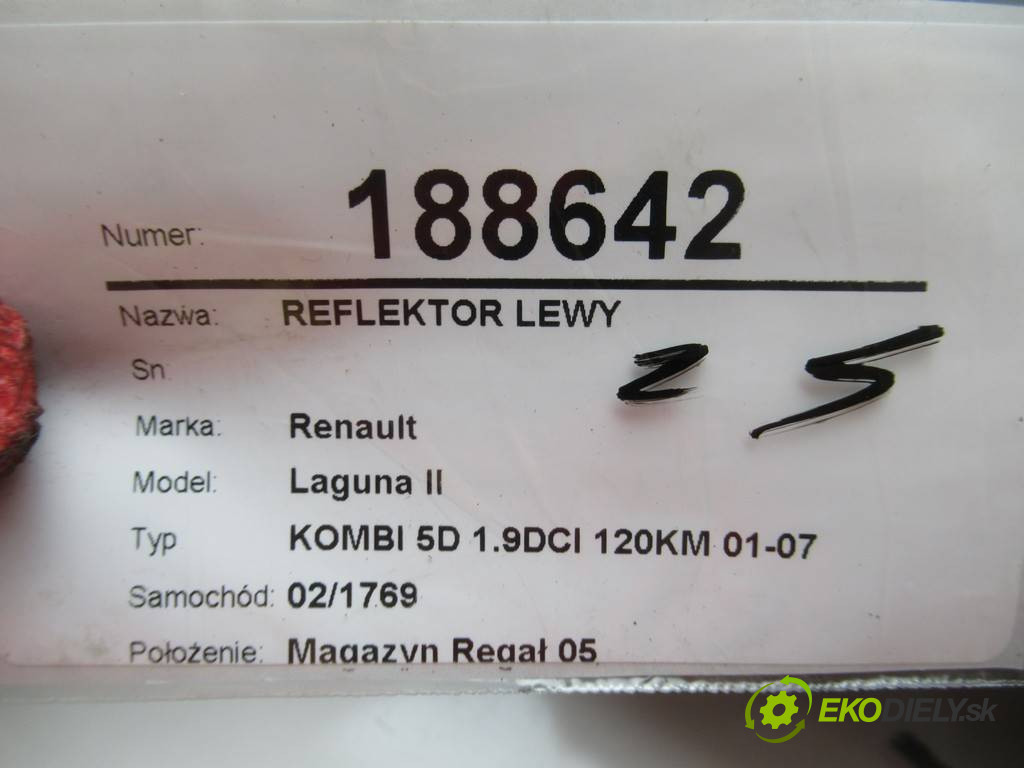 Numer: 188642
Nazwa: REFLEKTOR LEWY
Sn
25
Marka: Renault
Model: Laguna II
Typ KOMBI 5D 1.9DCI 120KM 01-07
Samochód: 02/1769
Położenie: Magazyn Regał 05
EKODIELY.sk